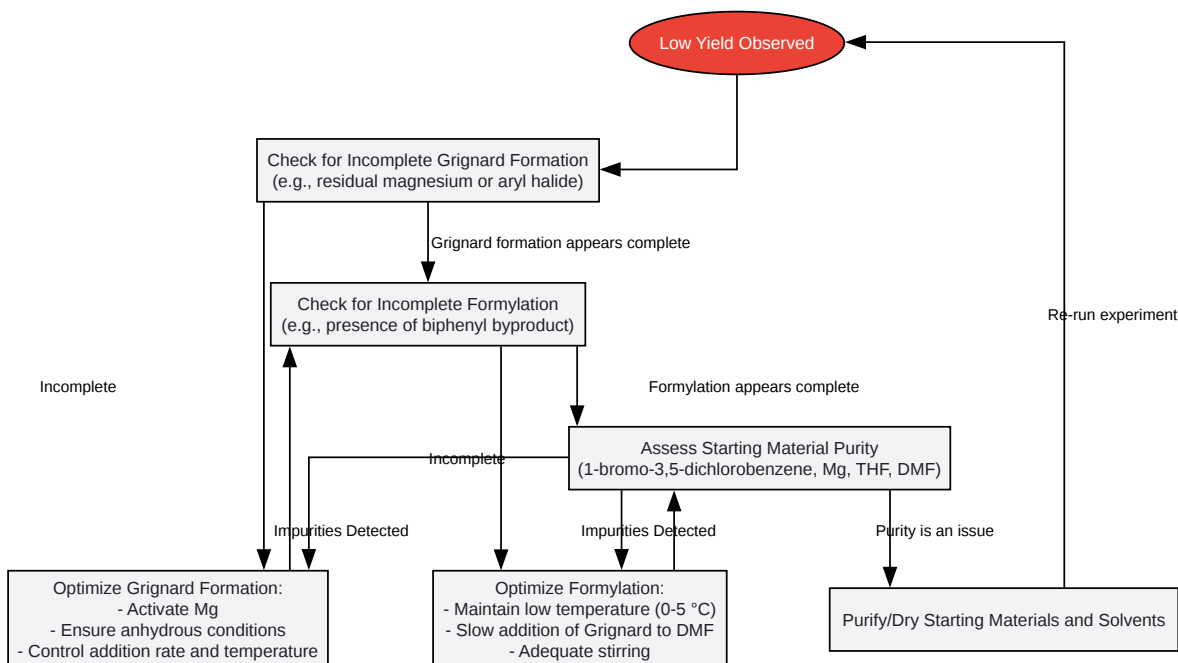 Low Yield Observed
Check for Incomplete Grignard Formation
(e.g., residual magnesium or aryl halide)
Grignard formation appears complete
Check for Incomplete Formylation
(e.g., presence of biphenyl byproduct)
Re-run experiment
Incomplete
Formylation appears complete
Assess Starting Material Purity
(1-bromo-3,5-dichlorobenzene, Mg, THF, DMF)
Incomplete
Impurities Detected
Impurities Detected
Purity is an issue
Optimize Grignard Formation:
- Activate Mg
- Ensure anhydrous conditions
- Control addition rate and temperature
Optimize Formylation:
- Maintain low temperature (0-5 °C)
- Slow addition of Grignard to DMF
- Adequate stirring
Purify/Dry Starting Materials and Solvents